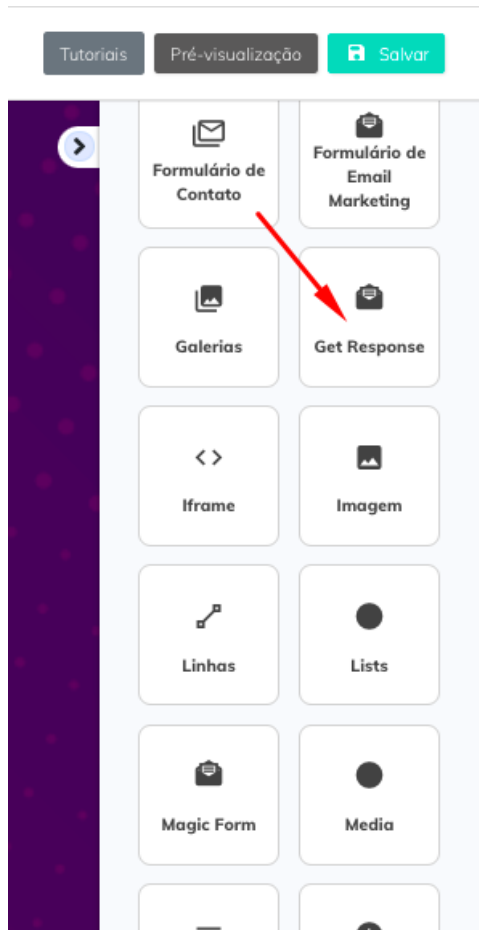 Tutoriais
Pré-visualização
Salvar
Formulário de
Contato
Formulário de
Email
Marketing
Galerias
Get Response
Iframe
Imagem
Linhas
Lists
Magic Form
Media